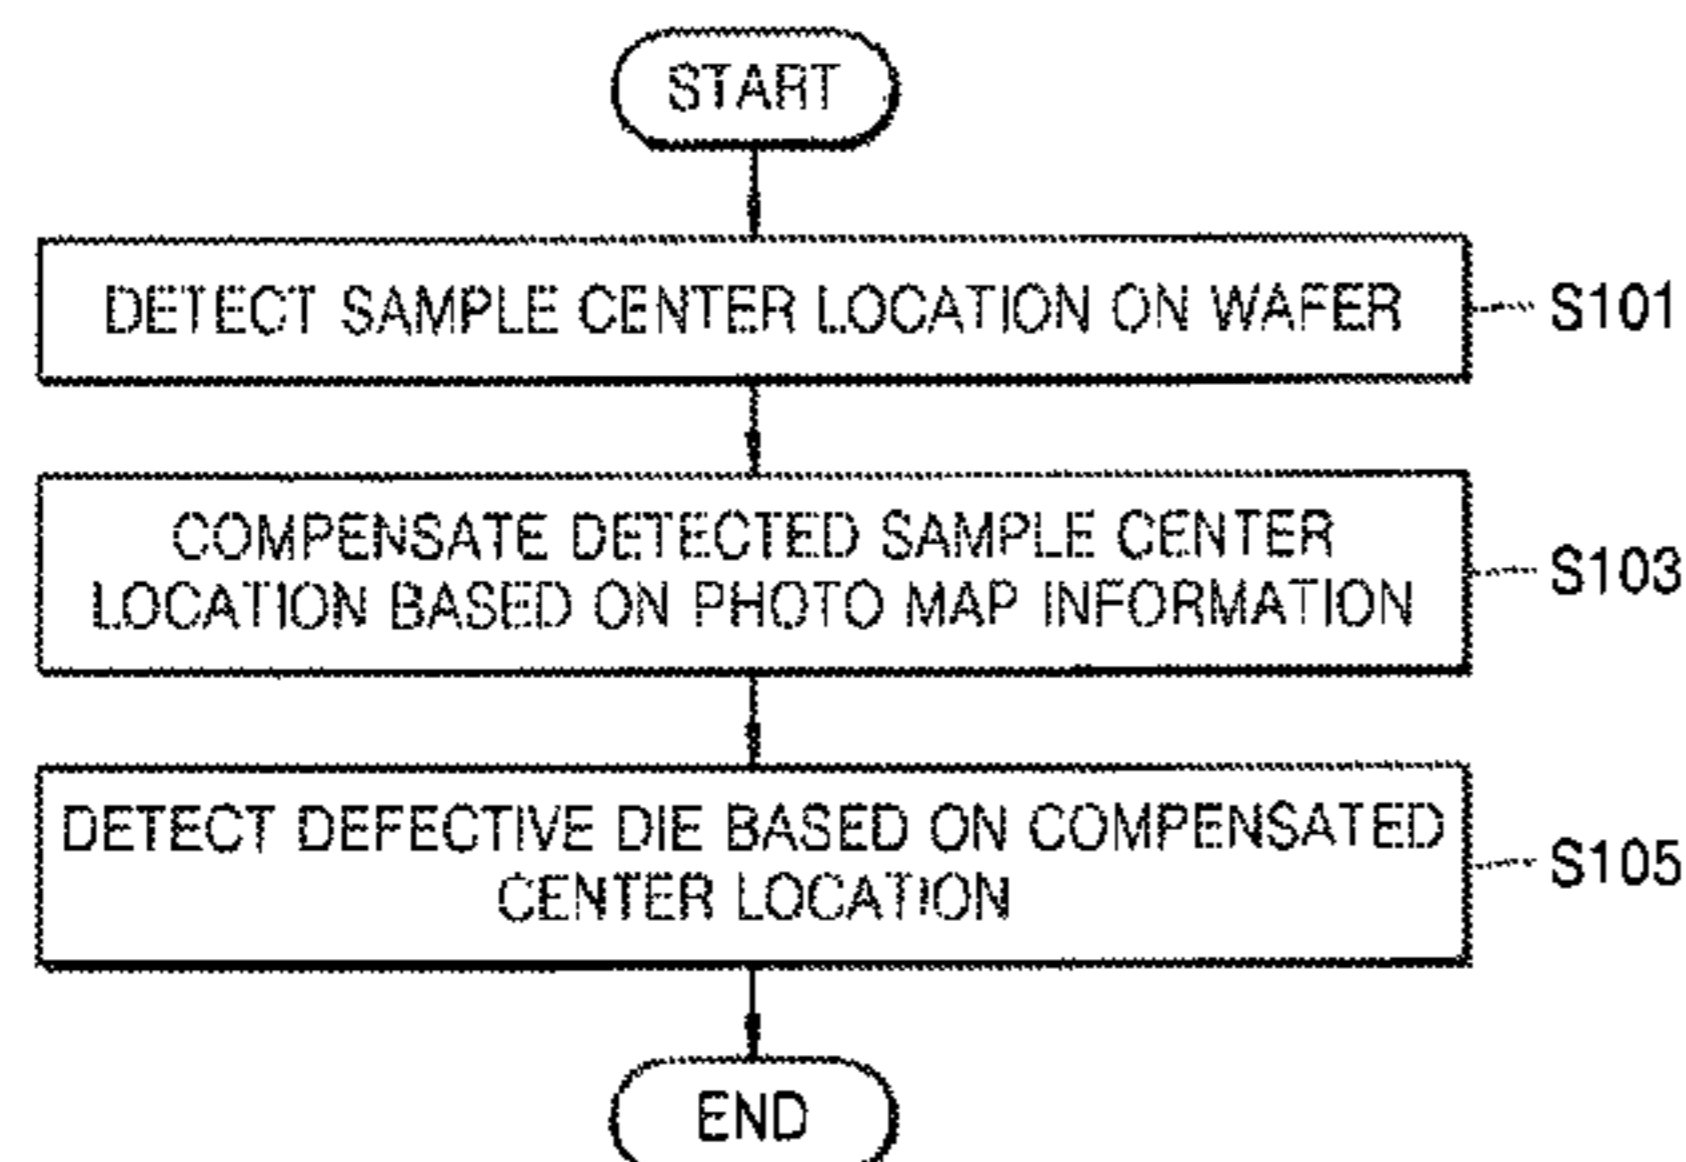 START
DETECT SAMPLE CENTER LOCATION ON WAFER
S101
COMPENSATE DETECTED SAMPLE CENTER
LOCATION BASED ON PHOTO MAP INFORMATION
S103
DETECT DEFECTIVE DIE BASED ON COMPENSATED
CENTER LOCATION
S105
END